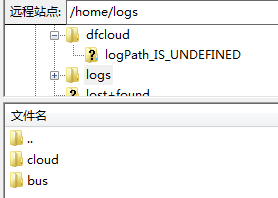 远程站点: /home/logs
dfcloud
logPath_IS_UNDEFINED
logs
lost+found
文件名
..
cloud
bus